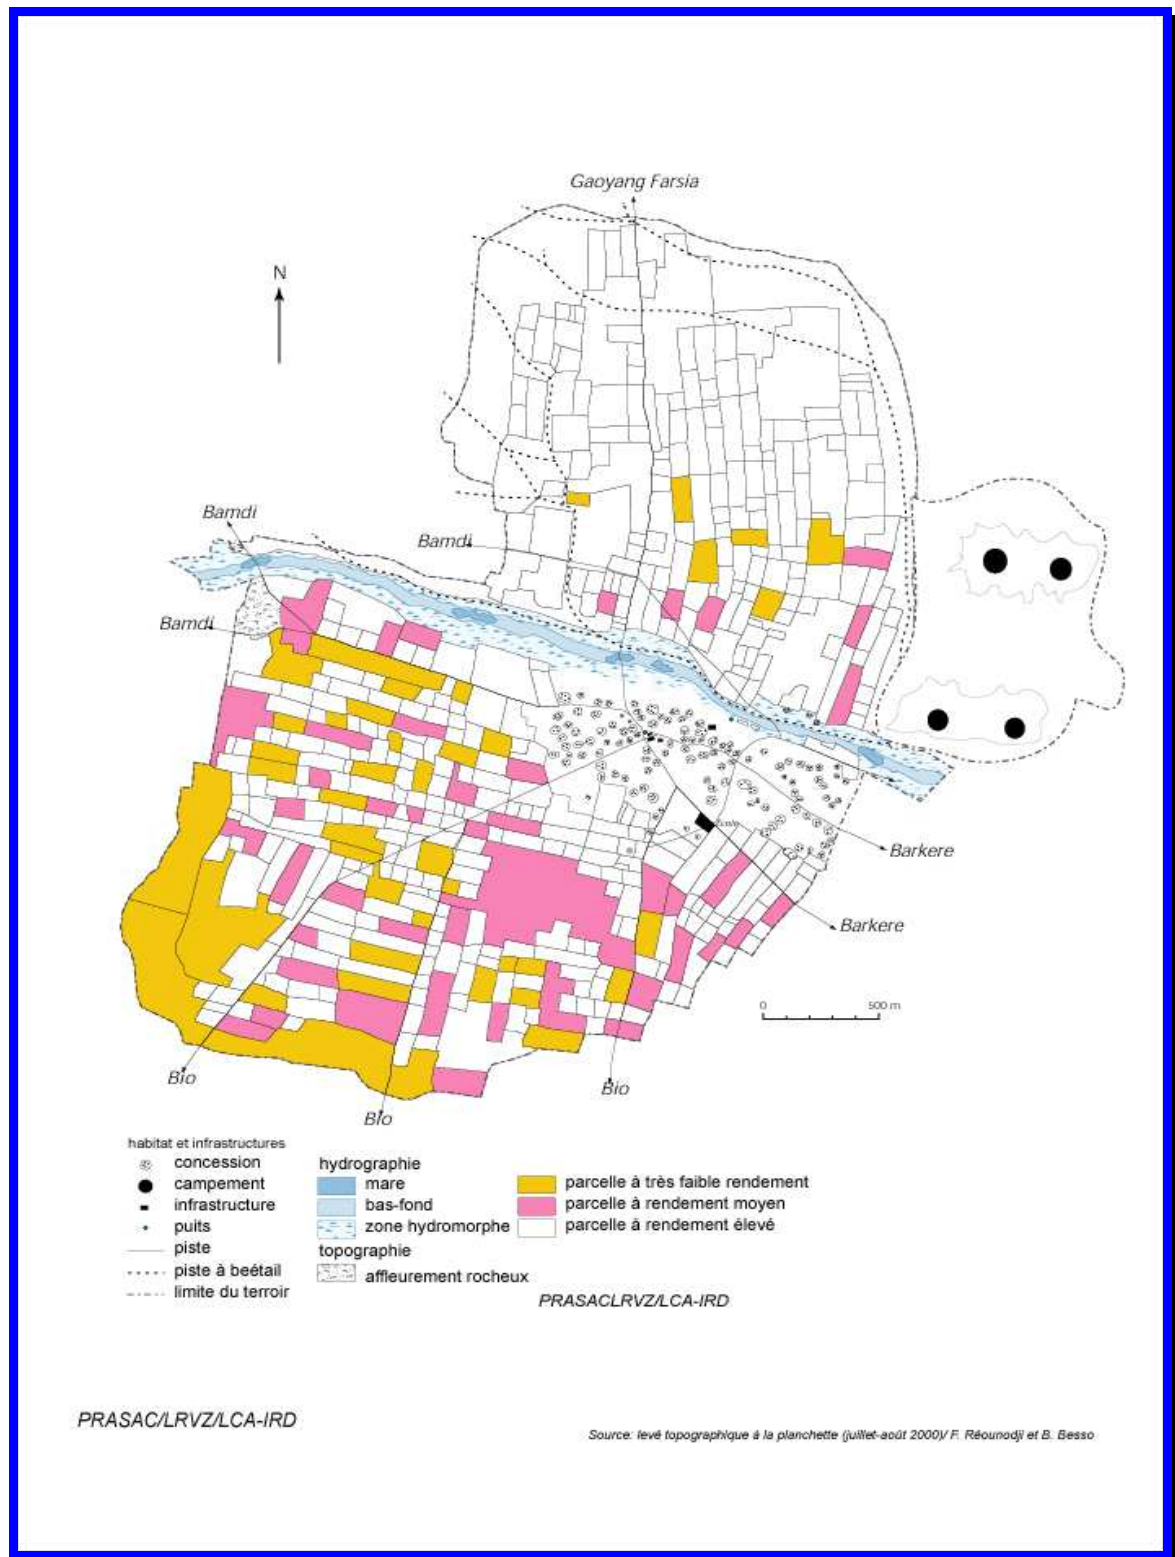 Gaoyang Farsia
N
Bamdi
Bamdi
Bamdi
Barkere
Barkere
0 500 m
Bio
Bio
Bio
habitat et infrastructures
concession
campement
infrastructure
puits
piste
piste à beétail
limite du terroir
hydrographie
mare
bas-fond
zone hydromorphe
topographie
affleurement rocheux
parcelle à très faible rendement
parcelle à rendement moyen
parcelle à rendement élevé
PRASACLRVZ/LCA-IRD
PRASAC/LRVZ/LCA-IRD
Source: levé topographique à la planchette (juillet-août 2000)/ F. Réounodji et B. Besso